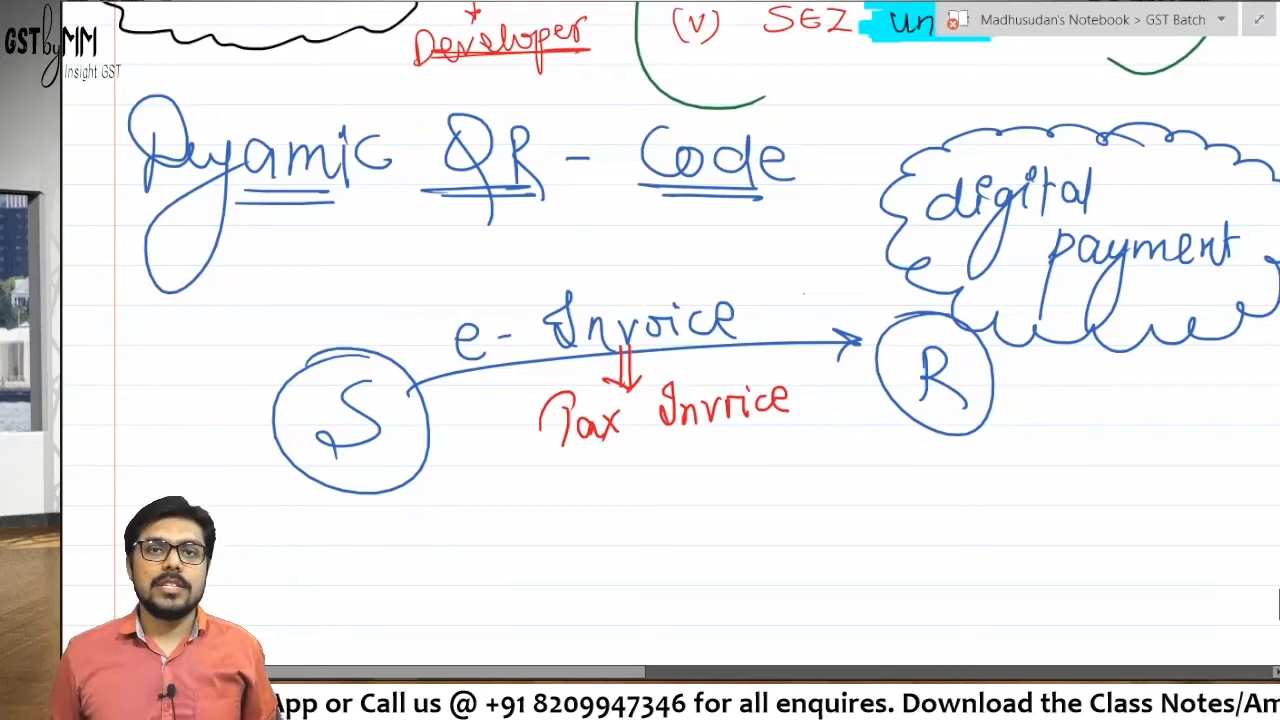 GST by MM
Insight GST
Developer
(v) SEZ un
Madhusudan's Notebook > GST Batch
Dyamic QR - Code
digital
payment
e- Invoice
Tax Invoice
S
R
App or Call us @ +91 8209947346 for all enquires. Download the Class Notes/Am